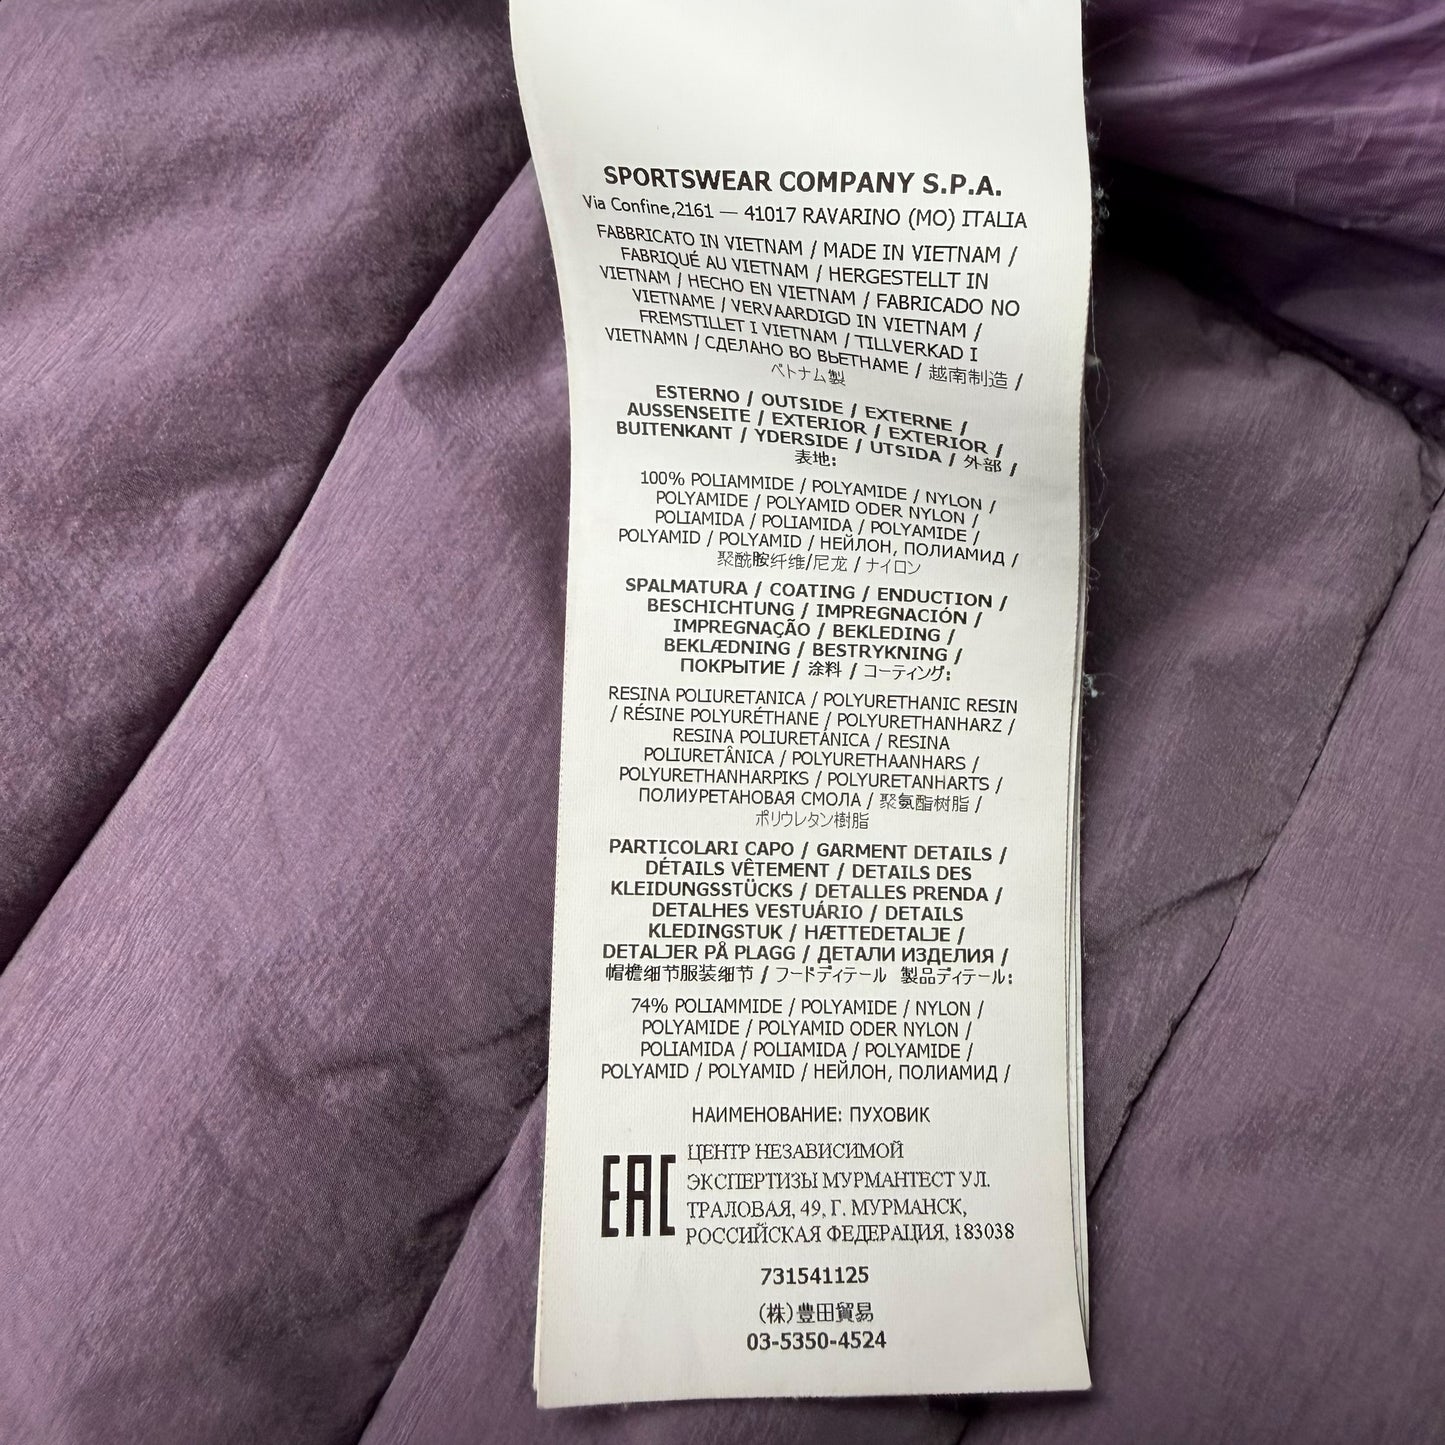 SPORTSWEAR COMPANY S.P.A.
Via Confine,2161 — 41017 RAVARINO (MO) ITALIA
FABBRICATO IN VIETNAM / MADE IN VIETNAM /
FABRIQUÉ AU VIETNAM / HERGESTELLT IN
VIETNAM / HECHO EN VIETNAM / FABRICADO NO
VIETNAME / VERVAARDIGD IN VIETNAM /
FREMSTILLET I VIETNAM / TILLVERKAD I
VIETNAMN / СДЕЛАНО ВО ВЬЕТНАМЕ / 越南制造 /
ベトナム製
ESTERNO / OUTSIDE / EXTERNE /
AUSSENSEITE / EXTERIOR / EXTERIOR /
BUITENKANT / YDERSIDE / UTSIDA / 外部 /
表地:
100% POLIAMMIDE / POLYAMIDE / NYLON /
POLYAMIDE / POLYAMID ODER NYLON /
POLIAMIDA / POLIAMIDA / POLYAMIDE /
POLYAMID / POLYAMID / НЕЙЛОН, ПОЛИАМИД /
聚酰胺纤维/尼龙 / ナイロン
SPALMATURA / COATING / ENDUCTION /
BESCHICHTUNG / IMPREGNACIÓN /
IMPREGNAÇÃO / BEKLEDING /
BEKLÆDNING / BESTRYKNING /
ПОКРЫТИЕ / 涂料 / コーティング:
RESINA POLIURETANICA / POLYURETHANIC RESIN
/ RÉSINE POLYURÉTHANE / POLYURETHANHARZ /
RESINA POLIURETÁNICA / RESINA
POLIURETÂNICA / POLYURETHAANHARS /
POLYURETHANHARPIKS / POLYURETANHARTS /
ПОЛИУРЕТАНОВАЯ СМОЛА / 聚氨酯树脂 /
ポリウレタン樹脂
PARTICOLARI CAPO / GARMENT DETAILS /
DÉTAILS VÊTEMENT / DETAILS DES
KLEIDUNGSSTÜCKS / DETALLES PRENDA /
DETALHES VESTUÁRIO / DETAILS
KLEDINGSTUK / HÆTTEDETALJE /
DETALJER PÅ PLAGG / ДЕТАЛИ ИЗДЕЛИЯ /
帽檐细节服装细节 / フードディテール 製品ディテール:
74% POLIAMMIDE / POLYAMIDE / NYLON /
POLYAMIDE / POLYAMID ODER NYLON /
POLIAMIDA / POLIAMIDA / POLYAMIDE /
POLYAMID / POLYAMID / НЕЙЛОН, ПОЛИАМИД /
НАИМЕНОВАНИЕ: ПУХОВИК
EAC
ЦЕНТР НЕЗАВИСИМОЙ
ЭКСПЕРТИЗЫ МУРМАНТЕСТ УЛ.
ТРАЛОВАЯ, 49, Г. МУРМАНСК,
РОССИЙСКАЯ ФЕДЕРАЦИЯ, 183038
731541125
(株)豊田貿易
03-5350-4524